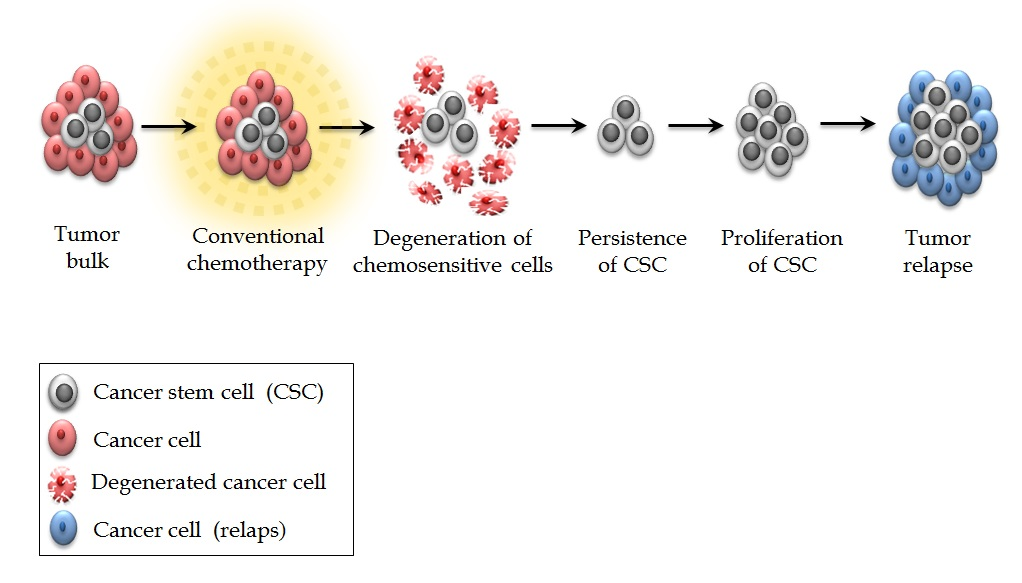 Tumor
bulk
Conventional
chemotherapy
Degeneration of
chemosensitive cells
Persistence
of CSC
Proliferation
of CSC
Tumor
relapse
Cancer stem cell (CSC)
Cancer cell
Degenerated cancer cell
Cancer cell (relaps)